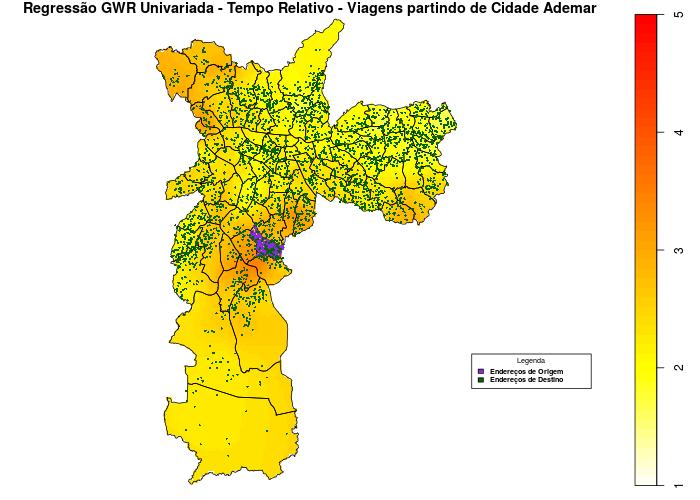 Regressão GWR Univariada - Tempo Relativo - Viagens partindo de Cidade Ademar
5
4
3
2
1
Legenda
Endereços de Origem
Endereços de Destino